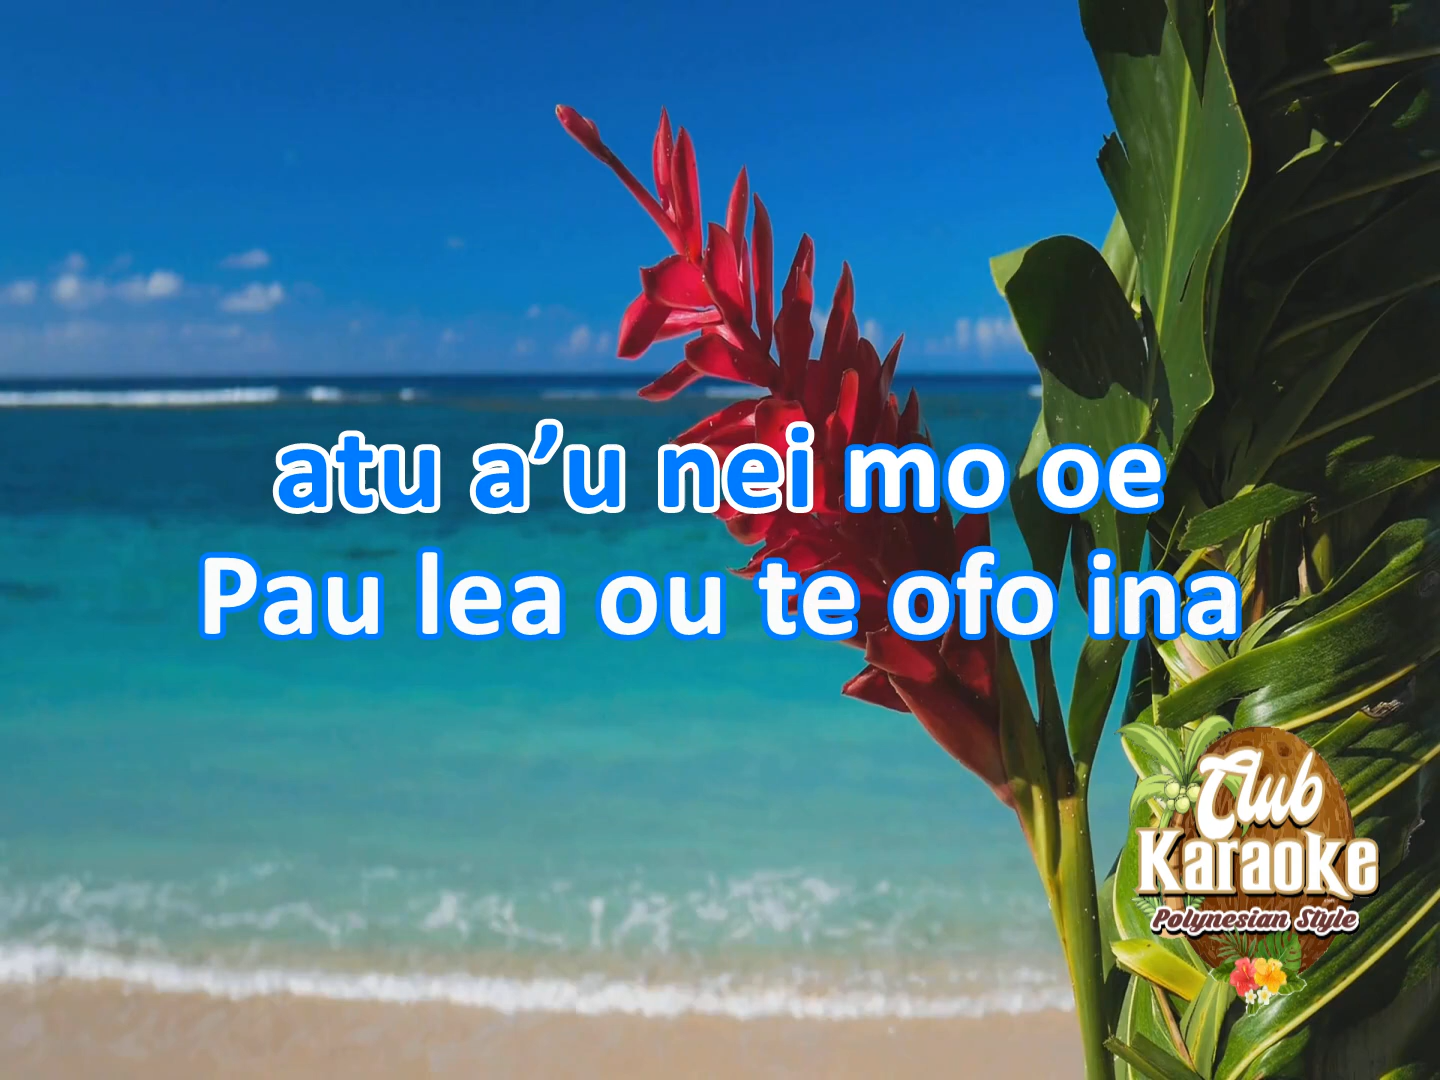 atu a’u nei mo oe
Pau lea ou te ofo ina
Club
Karaoke
Polynesian Style